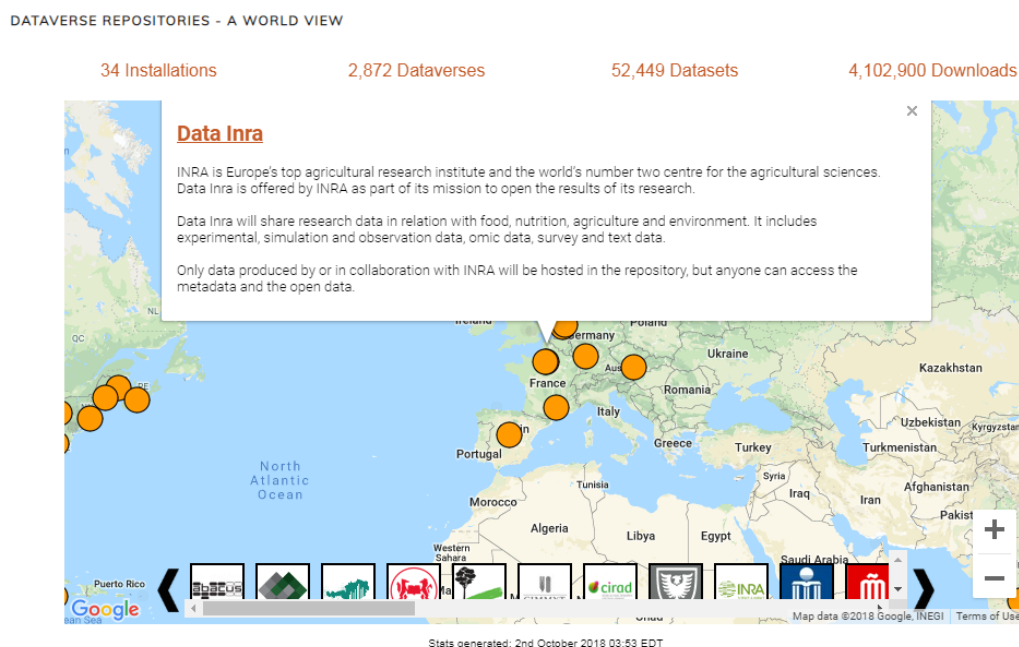 DATAVERSE REPOSITORIES - A WORLD VIEW
34 Installations
2,872 Dataverses
52,449 Datasets
4,102,900 Downloads
×
Data Inra
INRA is Europe's top agricultural research institute and the world's number two centre for the agricultural sciences.
Data Inra is offered by INRA as part of its mission to open the results of its research.
Data Inra will share research data in relation with food, nutrition, agriculture and environment. It includes
experimental, simulation and observation data, omic data, survey and text data.
Only data produced by or in collaboration with INRA will be hosted in the repository, but anyone can access the
metadata and the open data.
NL
QC
PE
Ireland
Poland
Ukraine
Kazakhstan
France
Romania
Italy
Uzbekistan
Kyrgyzstan
Portugal
Greece
Turkey
Turkmenistan
North
Atlantic
Ocean
Syria
Afghanistan
Tunisia
Iraq
Iran
Morocco
Algeria
Libya
Egypt
Western
Sahara
Saudi Arabia
Puerto Rico
abacus
cirad
INRA
+
−
Google
Map data ©2018 Google, INEGI
Terms of Use
Stats generated: 2nd October 2018 03:53 EDT